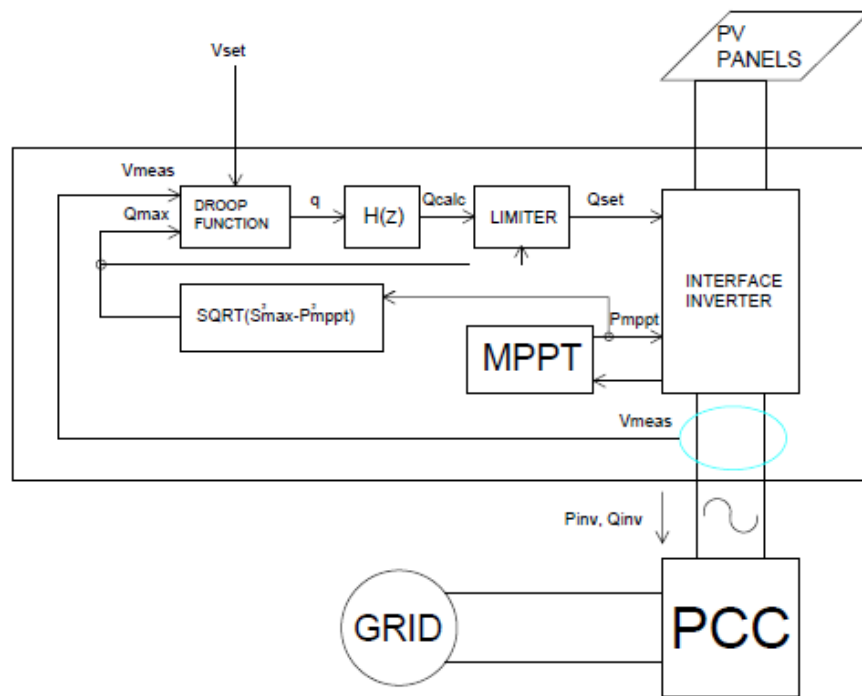 PV
PANELS
Vset
Vmeas
Qmax
DROOP
FUNCTION
q
H(z)
Qcalc
LIMITER
Qset
INTERFACE
INVERTER
SQRT(S²max-P²mppt)
Pmppt
MPPT
Vmeas
Pinv, Qinv
GRID
PCC